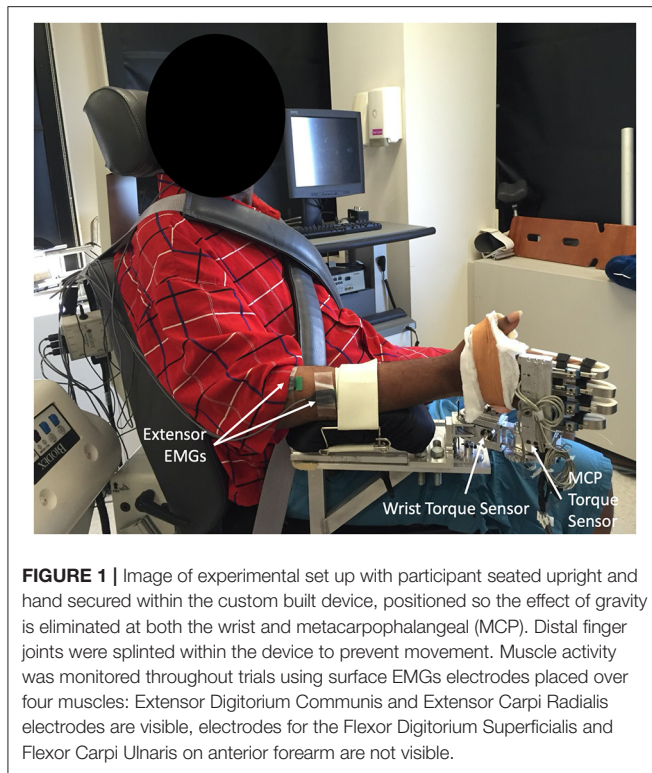 BIODEX
Extensor
EMGs
Wrist Torque Sensor
MCP
Torque
Sensor
FIGURE 1 | Image of experimental set up with participant seated upright and
hand secured within the custom built device, positioned so the effect of gravity
is eliminated at both the wrist and metacarpophalangeal (MCP). Distal finger
joints were splinted within the device to prevent movement. Muscle activity
was monitored throughout trials using surface EMGs electrodes placed over
four muscles: Extensor Digitorium Communis and Extensor Carpi Radialis
electrodes are visible, electrodes for the Flexor Digitorium Superficialis and
Flexor Carpi Ulnaris on anterior forearm are not visible.